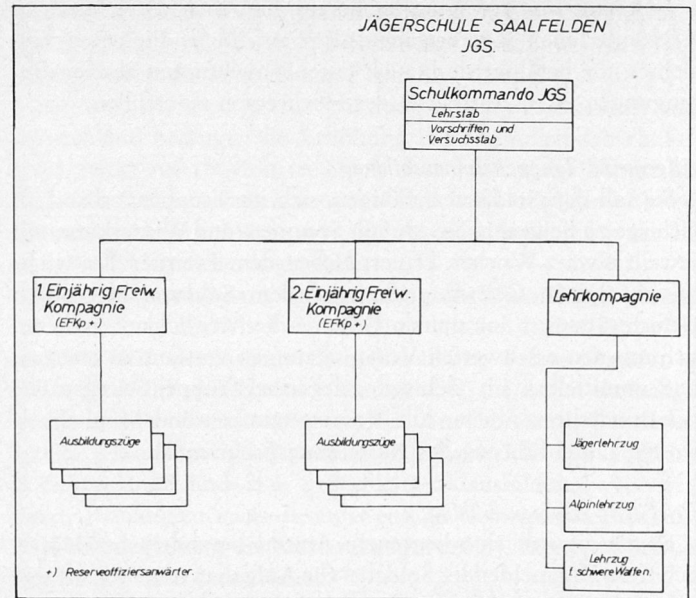 JÄGERSCHULE SAALFELDEN
JGS
Schulkommando JGS
Lehrstab
Vorschriften und
Versuchsstab
1. Einjährig Freiw.
Kompagnie
(EFKp +)
2. Einjährig Freiw.
Kompagnie
(EFKp +)
Lehrkompagnie
Ausbildungszüge
Ausbildungszüge
Jägerlehrzug
Alpinlehrzug
Lehrzug
f. schwere Waffen.
+) Reserveoffiziersanwärter.